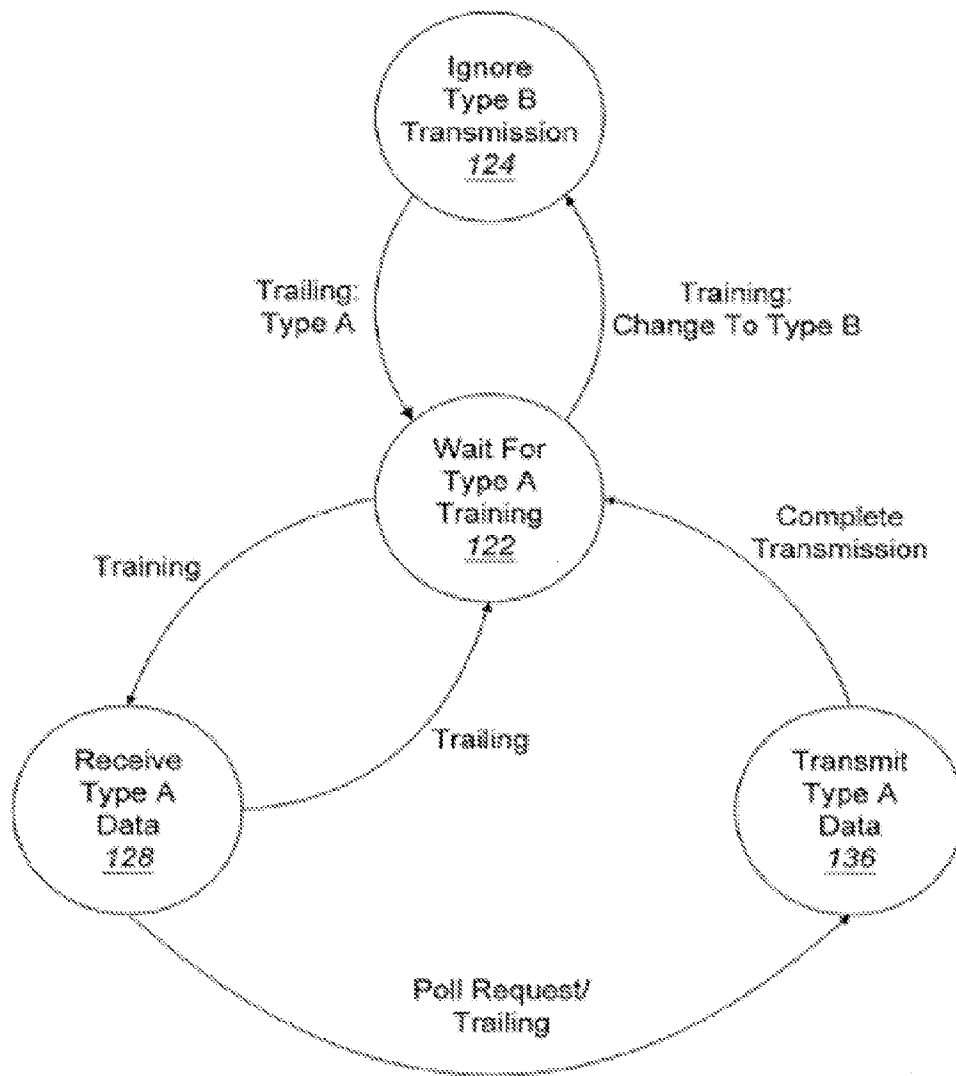 Ignore
Type B
Transmission
124
Trailing:
Type A
Training:
Change To Type B
Wait For
Type A
Training
122
Training
Complete
Transmission
Trailing
Receive
Type A
Data
128
Transmit
Type A
Data
136
Poll Request/
Trailing